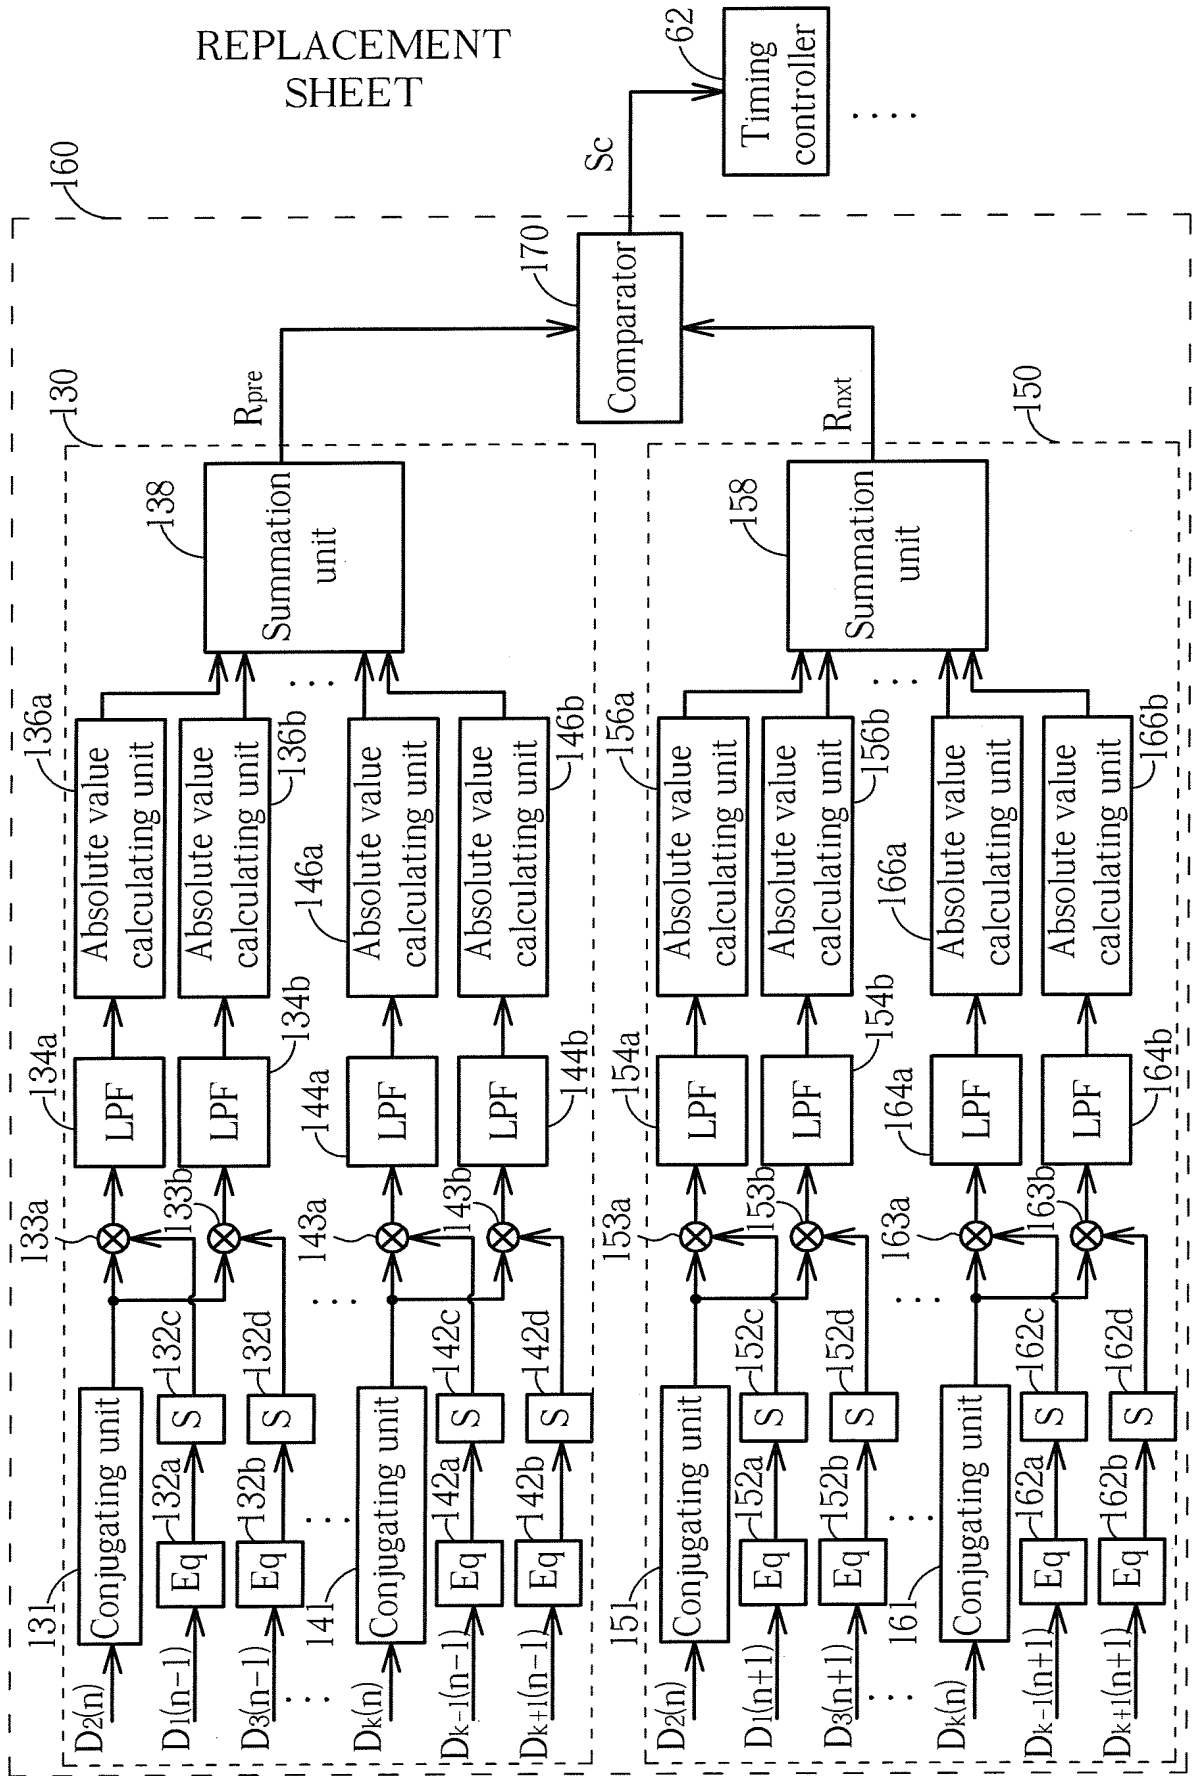 REPLACEMENT
SHEET
160
130
D2(n)
131
Conjugating unit
133a
134a
LPF
136a
Absolute value
calculating unit
D1(n−1)
132a
Eq
132c
S
133b
134b
LPF
136b
Absolute value
calculating unit
D3(n−1)
132b
Eq
132d
S
138
Summation
unit
Rpre
....
....
....
....
Dk(n)
141
Conjugating unit
143a
144a
LPF
146a
Absolute value
calculating unit
Dk−1(n−1)
142a
Eq
142c
S
143b
144b
LPF
146b
Absolute value
calculating unit
Dk+1(n−1)
142b
Eq
142d
S
170
Comparator
Sc
62
Timing
controller
....
150
D2(n)
151
Conjugating unit
153a
154a
LPF
156a
Absolute value
calculating unit
D1(n+1)
152a
Eq
152c
S
153b
154b
LPF
156b
Absolute value
calculating unit
D3(n+1)
152b
Eq
152d
S
158
Summation
unit
Rnxt
....
....
....
....
Dk(n)
161
Conjugating unit
163a
164a
LPF
166a
Absolute value
calculating unit
Dk−1(n+1)
162a
Eq
162c
S
163b
164b
LPF
166b
Absolute value
calculating unit
Dk+1(n+1)
162b
Eq
162d
S